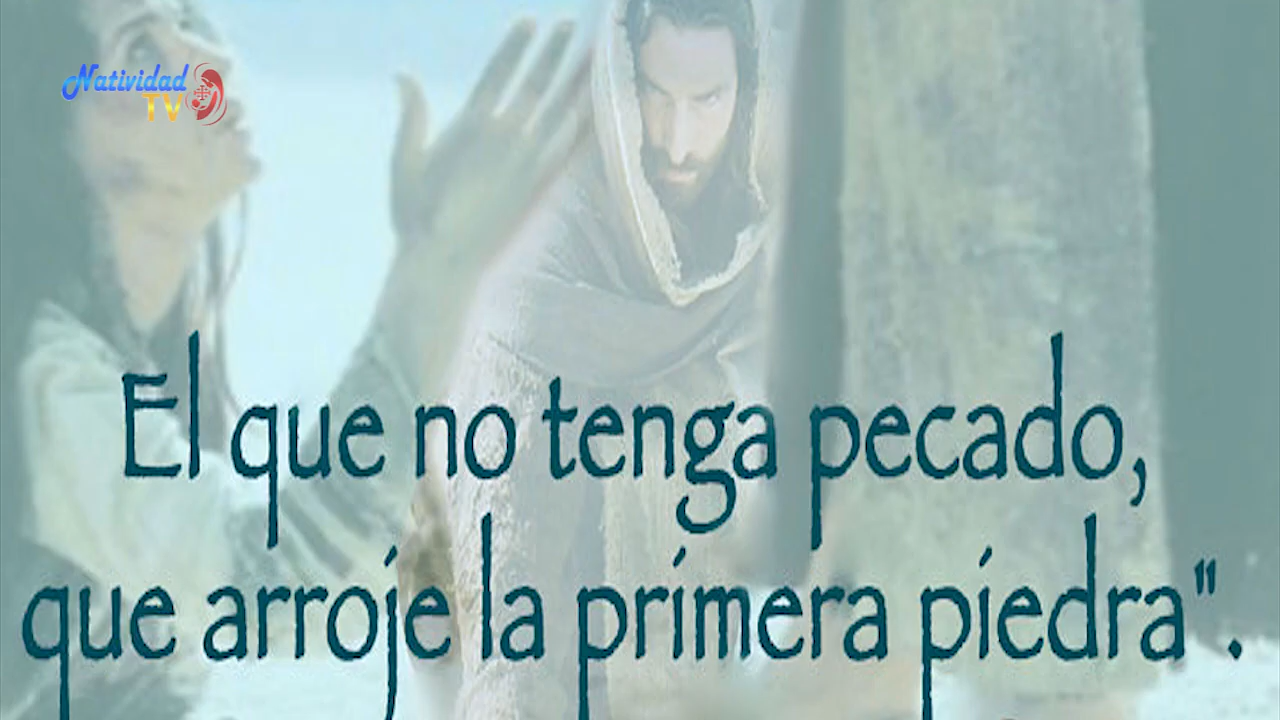 Natividad
TV
El que no tenga pecado,
que arroje la primera piedra".